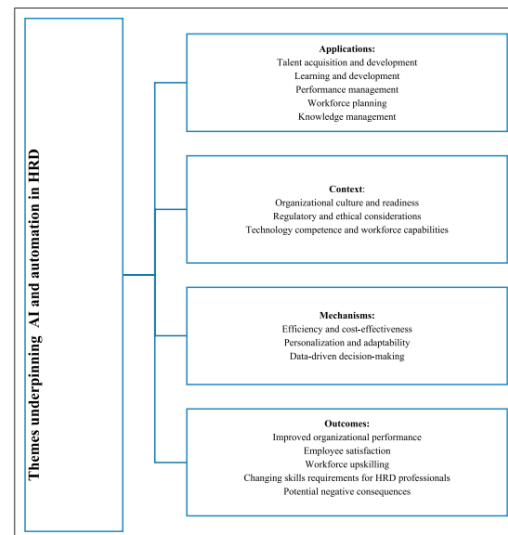 Themes underpinning AI and automation in HRD
Applications:
Talent acquisition and development
Learning and development
Performance management
Workforce planning
Knowledge management
Context:
Organizational culture and readiness
Regulatory and ethical considerations
Technology competence and workforce capabilities
Mechanisms:
Efficiency and cost-effectiveness
Personalization and adaptability
Data-driven decision-making
Outcomes:
Improved organizational performance
Employee satisfaction
Workforce upskilling
Changing skills requirements for HRD professionals
Potential negative consequences